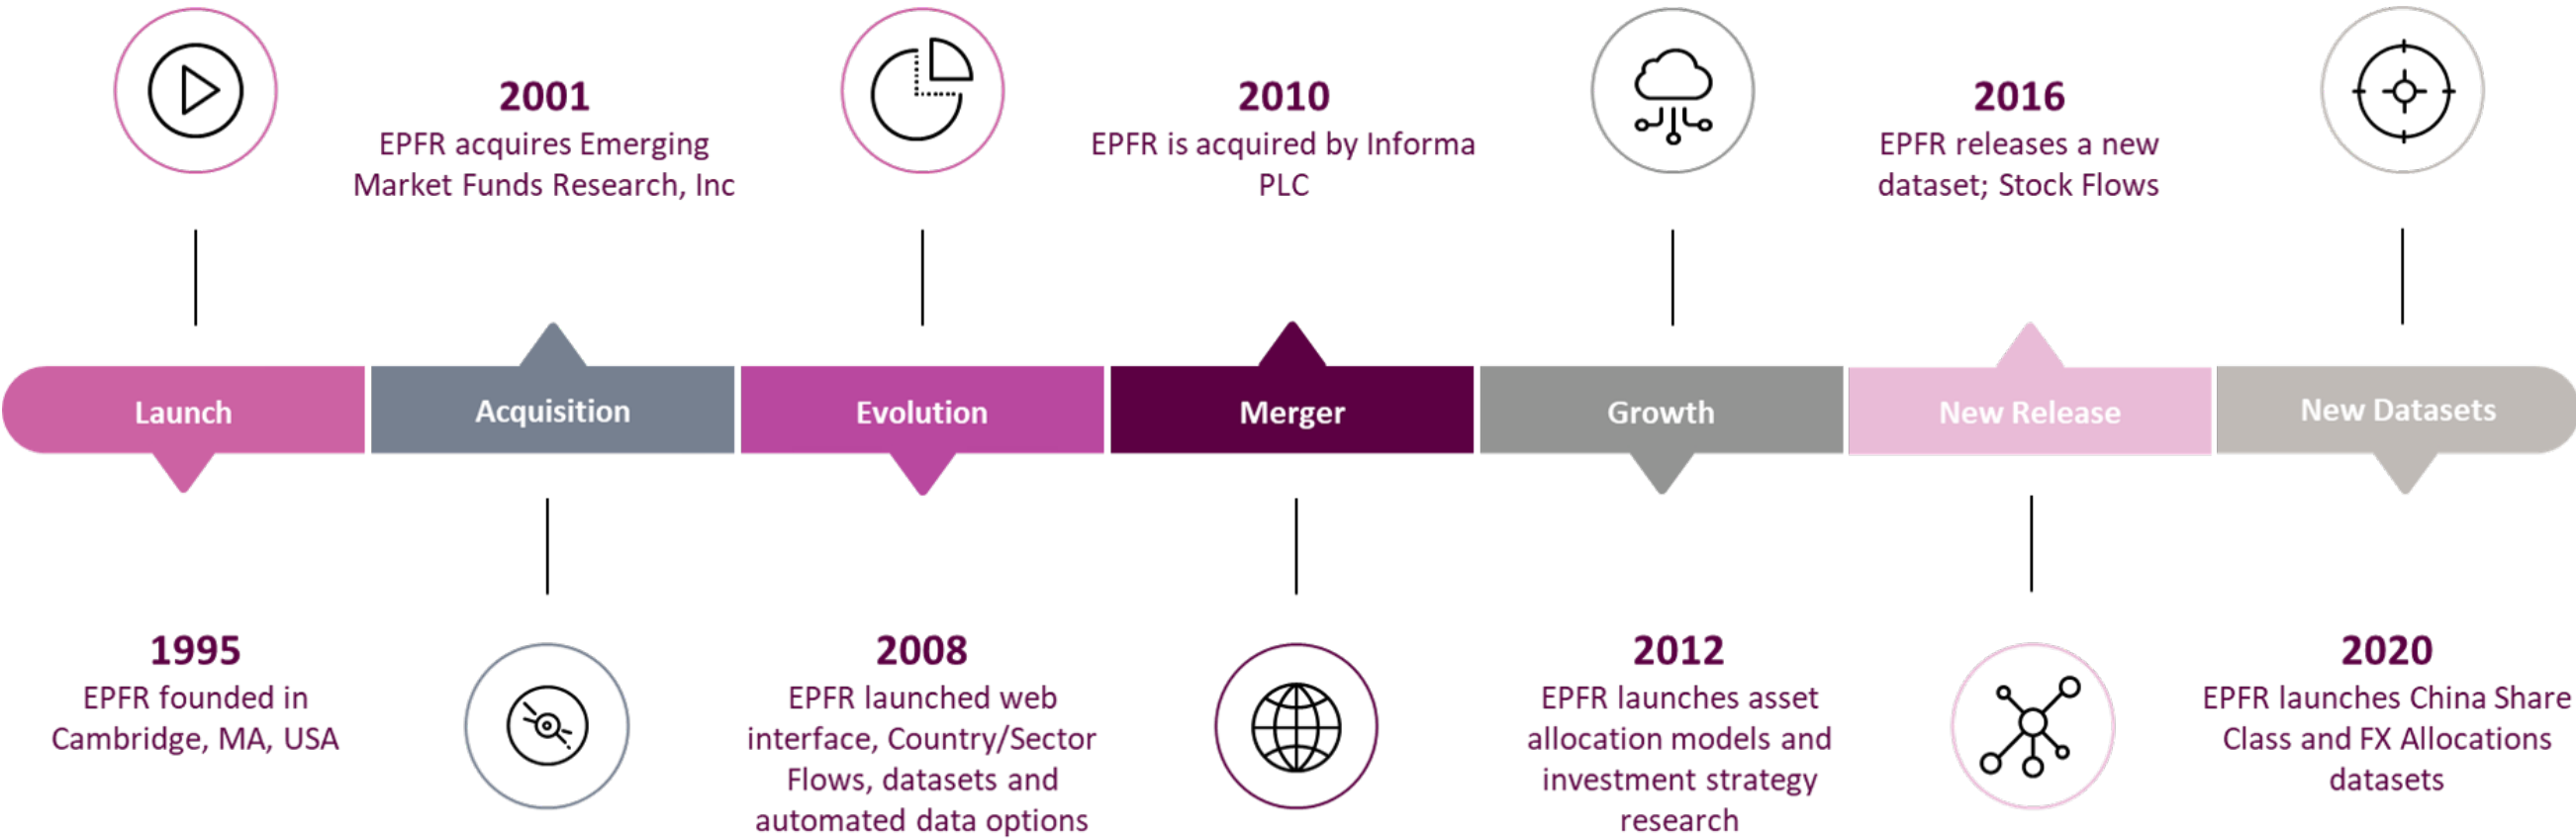 2001
EPFR acquires Emerging
Market Funds Research, Inc
2010
EPFR is acquired by Informa
PLC
2016
EPFR releases a new
dataset; Stock Flows
Launch
Acquisition
Evolution
Merger
Growth
New Release
New Datasets
1995
EPFR founded in
Cambridge, MA, USA
2008
EPFR launched web
interface, Country/Sector
Flows, datasets and
automated data options
2012
EPFR launches asset
allocation models and
investment strategy
research
2020
EPFR launches China Share
Class and FX Allocations
datasets